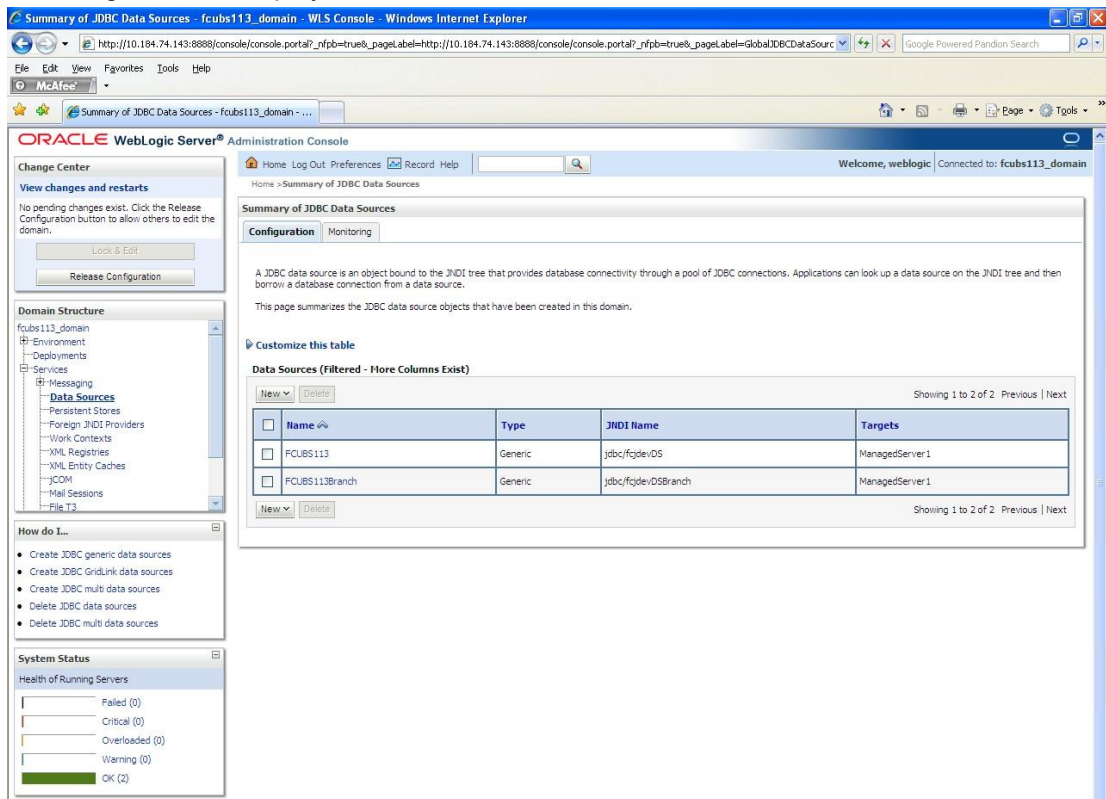 Summary of JDBC Data Sources - fcubs113_domain - WLS Console - Windows Internet Explorer
http://10.184.74.143:8888/console/console.portal?_nfpb=true&_pageLabel=http://10.184.74.143:8888/console/console.portal?_nfpb=true&_pageLabel=GlobalJDBCDataSourc
Google Powered Pandion Search
File Edit View Favorites Tools Help
McAfee
Summary of JDBC Data Sources - fcubs113_domain - ...
Page Tools
ORACLE WebLogic Server® Administration Console
Change Center
View changes and restarts
No pending changes exist. Click the Release
Configuration button to allow others to edit the
domain.
Lock & Edit
Release Configuration
Domain Structure
fcubs113_domain
Environment
Deployments
Services
Messaging
Data Sources
Persistent Stores
Foreign JNDI Providers
Work Contexts
XML Registries
XML Entity Caches
jCOM
Mail Sessions
File T3
How do I...
Create JDBC generic data sources
Create JDBC GridLink data sources
Create JDBC multi data sources
Delete JDBC data sources
Delete JDBC multi data sources
System Status
Health of Running Servers
Failed (0)
Critical (0)
Overloaded (0)
Warning (0)
OK (2)
Home Log Out Preferences Record Help
Welcome, weblogic Connected to: fcubs113_domain
Home >Summary of JDBC Data Sources
Summary of JDBC Data Sources
Configuration Monitoring
A JDBC data source is an object bound to the JNDI tree that provides database connectivity through a pool of JDBC connections. Applications can look up a data source on the JNDI tree and then
borrow a database connection from a data source.
This page summarizes the JDBC data source objects that have been created in this domain.
Customize this table
Data Sources (Filtered - More Columns Exist)
New Delete Showing 1 to 2 of 2 Previous | Next
Name Type JNDI Name Targets
FCUBS113 Generic jdbc/fcjdevDS ManagedServer1
FCUBS113Branch Generic jdbc/fcjdevDSBranch ManagedServer1
New Delete Showing 1 to 2 of 2 Previous | Next